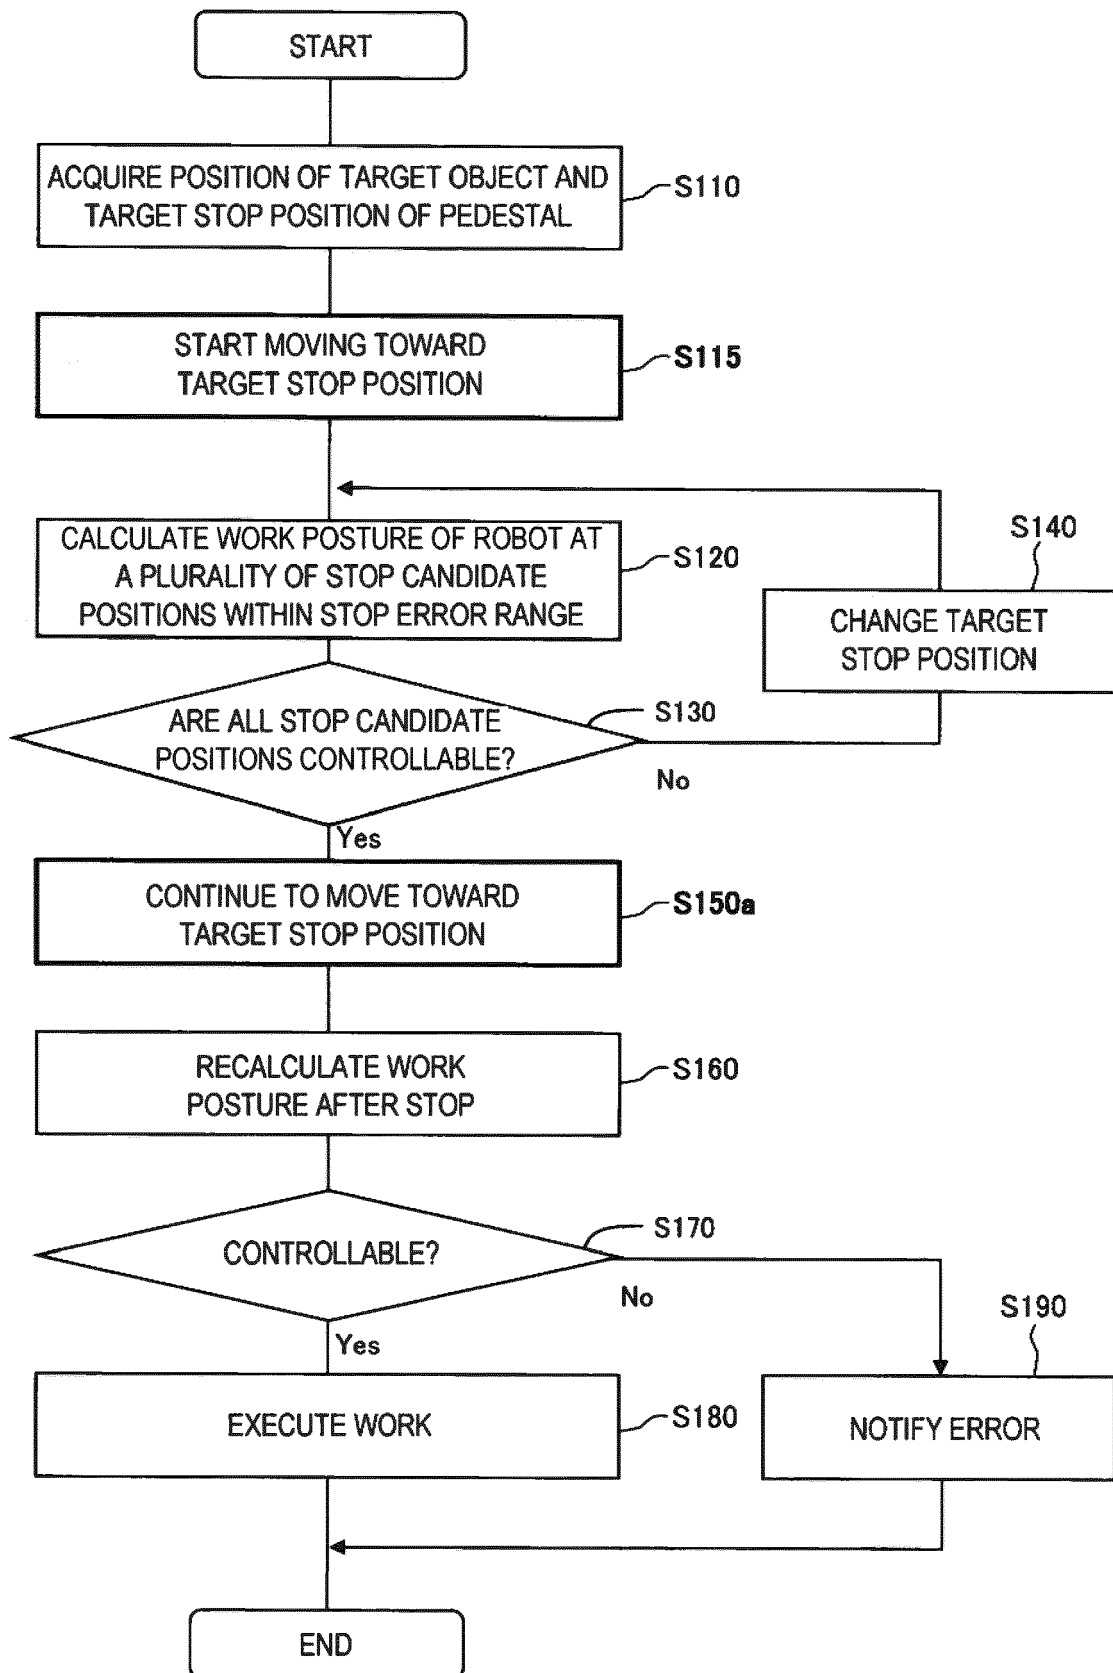 START
ACQUIRE POSITION OF TARGET OBJECT AND
TARGET STOP POSITION OF PEDESTAL
S110
START MOVING TOWARD
TARGET STOP POSITION
S115
CALCULATE WORK POSTURE OF ROBOT AT
A PLURALITY OF STOP CANDIDATE
POSITIONS WITHIN STOP ERROR RANGE
S120
S140
CHANGE TARGET
STOP POSITION
ARE ALL STOP CANDIDATE
POSITIONS CONTROLLABLE?
S130
No
Yes
CONTINUE TO MOVE TOWARD
TARGET STOP POSITION
S150a
RECALCULATE WORK
POSTURE AFTER STOP
S160
CONTROLLABLE?
S170
No
Yes
S190
EXECUTE WORK
S180
NOTIFY ERROR
END